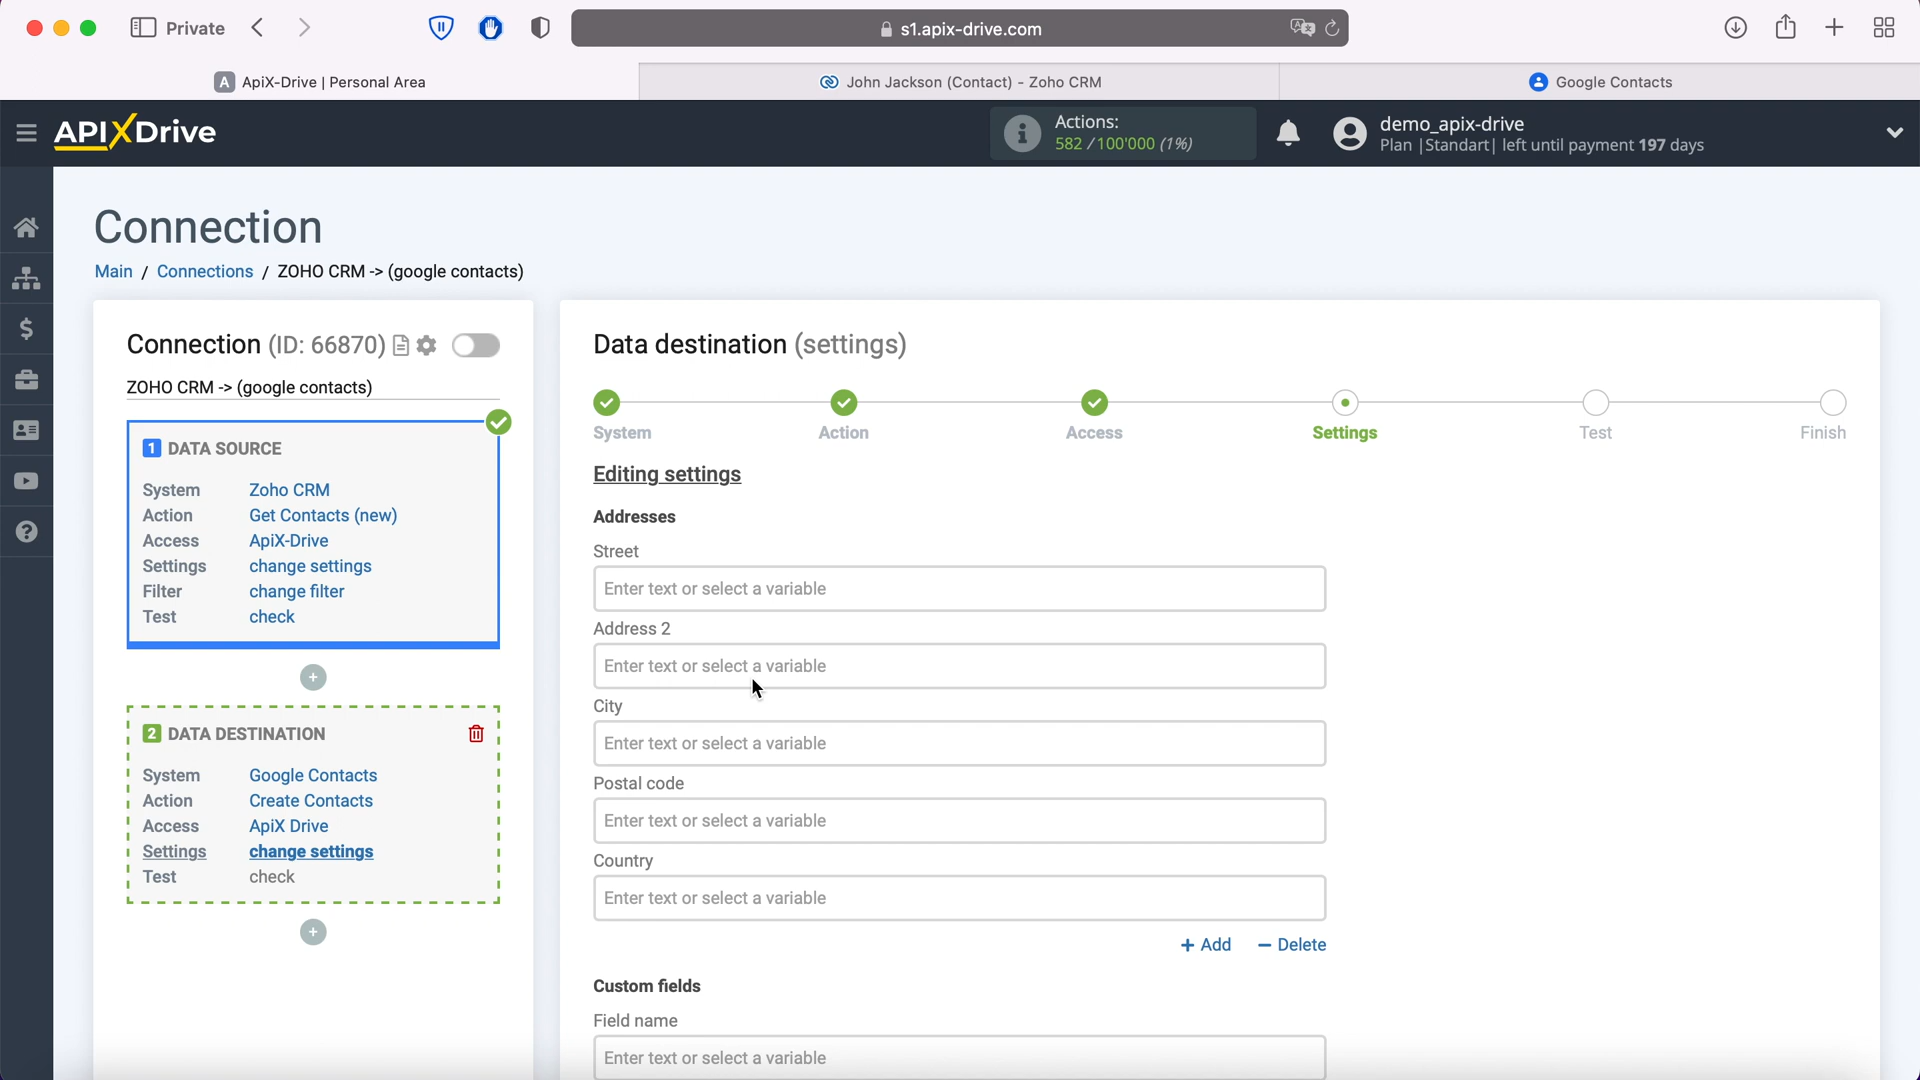 Private
s1.apix-drive.com
A ApiX-Drive | Personal Area
John Jackson (Contact) - Zoho CRM
Google Contacts
APIXDrive
Actions:
582 /100'000 (1%)
demo_apix-drive
Plan |Standart| left until payment 197 days
Connection
Main / Connections / ZOHO CRM -> (google contacts)
Connection (ID: 66870)
ZOHO CRM -> (google contacts)
1 DATA SOURCE
System Zoho CRM
Action Get Contacts (new)
Access ApiX-Drive
Settings change settings
Filter change filter
Test check
2 DATA DESTINATION
System Google Contacts
Action Create Contacts
Access ApiX Drive
Settings change settings
Test check
Data destination (settings)
System Action Access Settings Test Finish
Editing settings
Addresses
Street
Enter text or select a variable
Address 2
Enter text or select a variable
City
Enter text or select a variable
Postal code
Enter text or select a variable
Country
Enter text or select a variable
+ Add − Delete
Custom fields
Field name
Enter text or select a variable